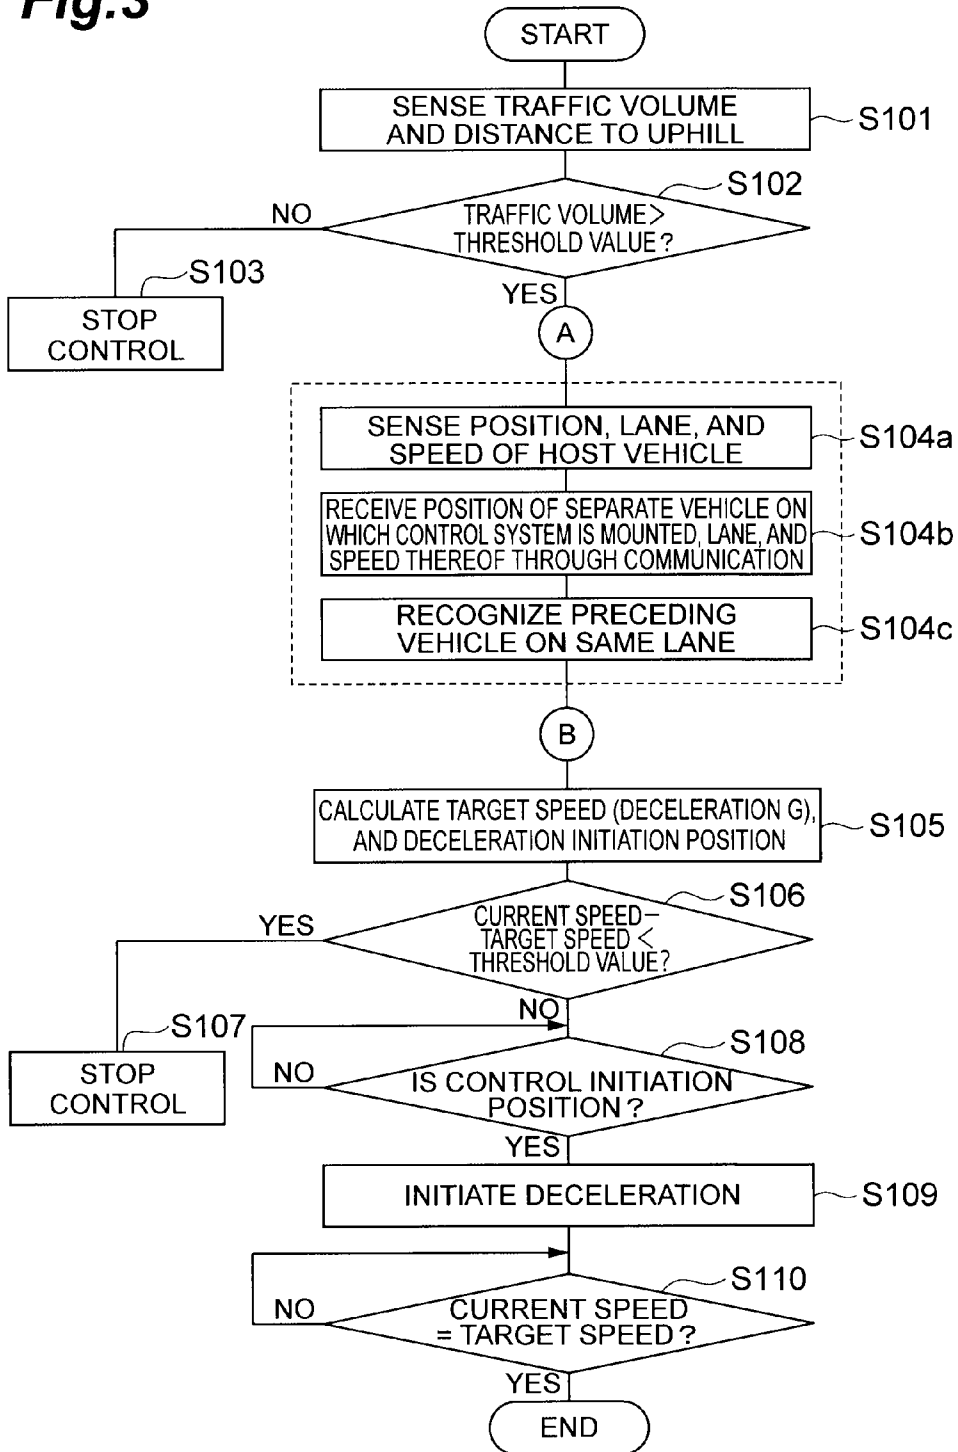 Fig.3
START
SENSE TRAFFIC VOLUME
AND DISTANCE TO UPHILL
S101
S102
TRAFFIC VOLUME>
THRESHOLD VALUE?
NO
YES
S103
STOP
CONTROL
A
SENSE POSITION, LANE, AND
SPEED OF HOST VEHICLE
S104a
RECEIVE POSITION OF SEPARATE VEHICLE ON
WHICH CONTROL SYSTEM IS MOUNTED, LANE, AND
SPEED THEREOF THROUGH COMMUNICATION
S104b
RECOGNIZE PRECEDING
VEHICLE ON SAME LANE
S104c
B
CALCULATE TARGET SPEED (DECELERATION G),
AND DECELERATION INITIATION POSITION
S105
S106
CURRENT SPEED−
TARGET SPEED <
THRESHOLD VALUE?
YES
NO
S107
STOP
CONTROL
S108
IS CONTROL INITIATION
POSITION?
NO
YES
INITIATE DECELERATION
S109
S110
CURRENT SPEED
= TARGET SPEED?
NO
YES
END